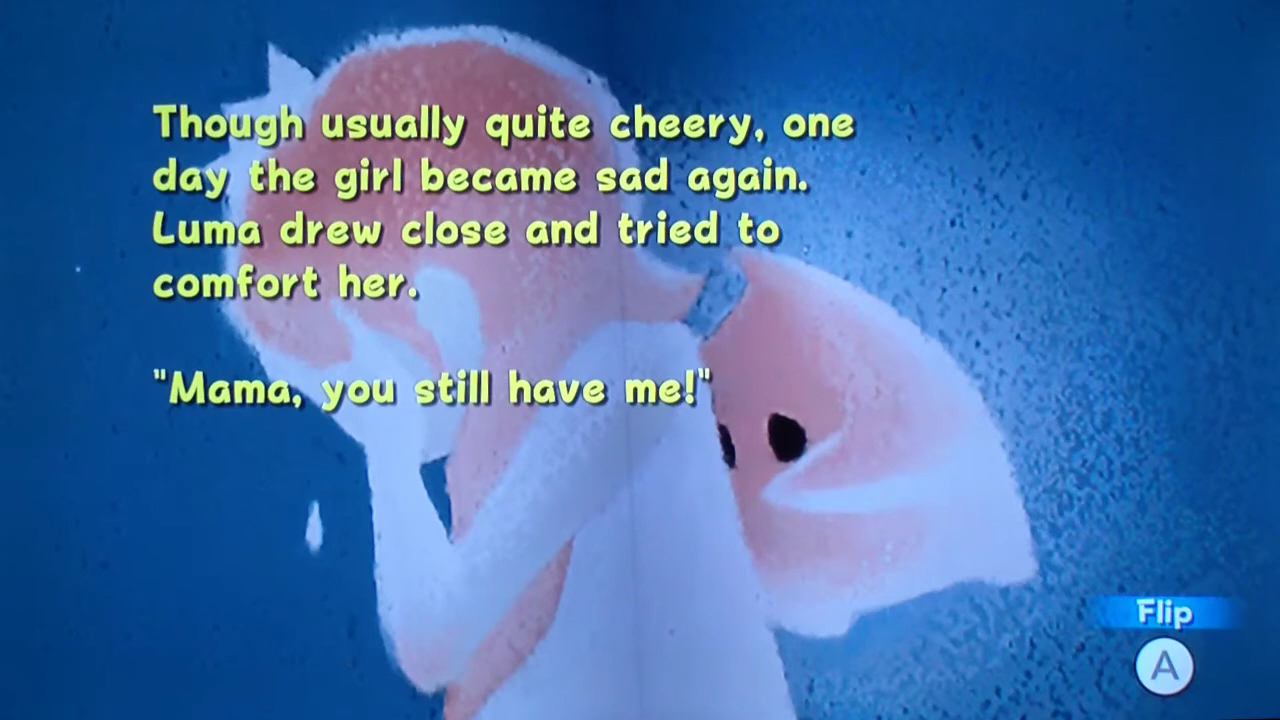 Though usually quite cheery, one
day the girl became sad again.
Luma drew close and tried to
comfort her.
"Mama, you still have me!"
Flip
A